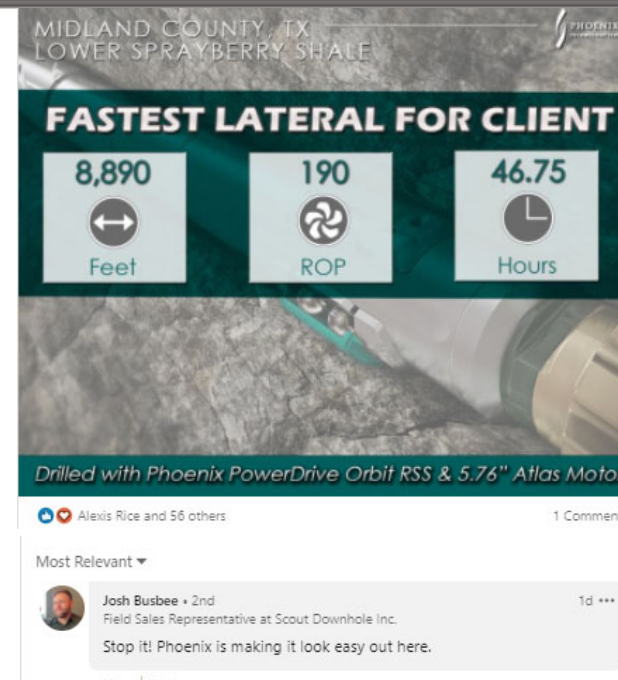 MIDLAND COUNTY, TX
LOWER SPRAYBERRY SHALE
PHOENIX
FASTEST LATERAL FOR CLIENT
8,890
Feet
190
ROP
46.75
Hours
Drilled with Phoenix PowerDrive Orbit RSS & 5.76" Atlas Moto
Alexis Rice and 56 others
1 Commen
Most Relevant
Josh Busbee • 2nd
1d
Field Sales Representative at Scout Downhole Inc.
Stop it! Phoenix is making it look easy out here.